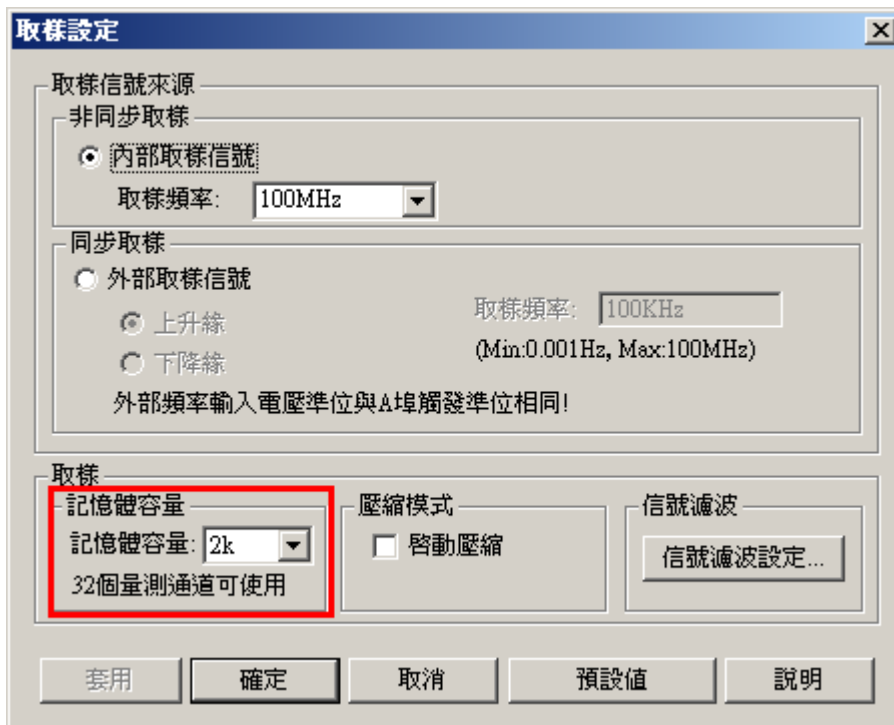 取樣設定
取樣信號來源
非同步取樣
內部取樣信號
取樣頻率: 100MHz
同步取樣
外部取樣信號
上升緣
下降緣
取樣頻率: 100KHz
(Min:0.001Hz, Max:100MHz)
外部頻率輸入電壓準位與A埠觸發準位相同!
取樣
記憶體容量
記憶體容量: 2k
32個量測通道可使用
壓縮模式
啓動壓縮
信號濾波
信號濾波設定...
套用 確定 取消 預設值 說明